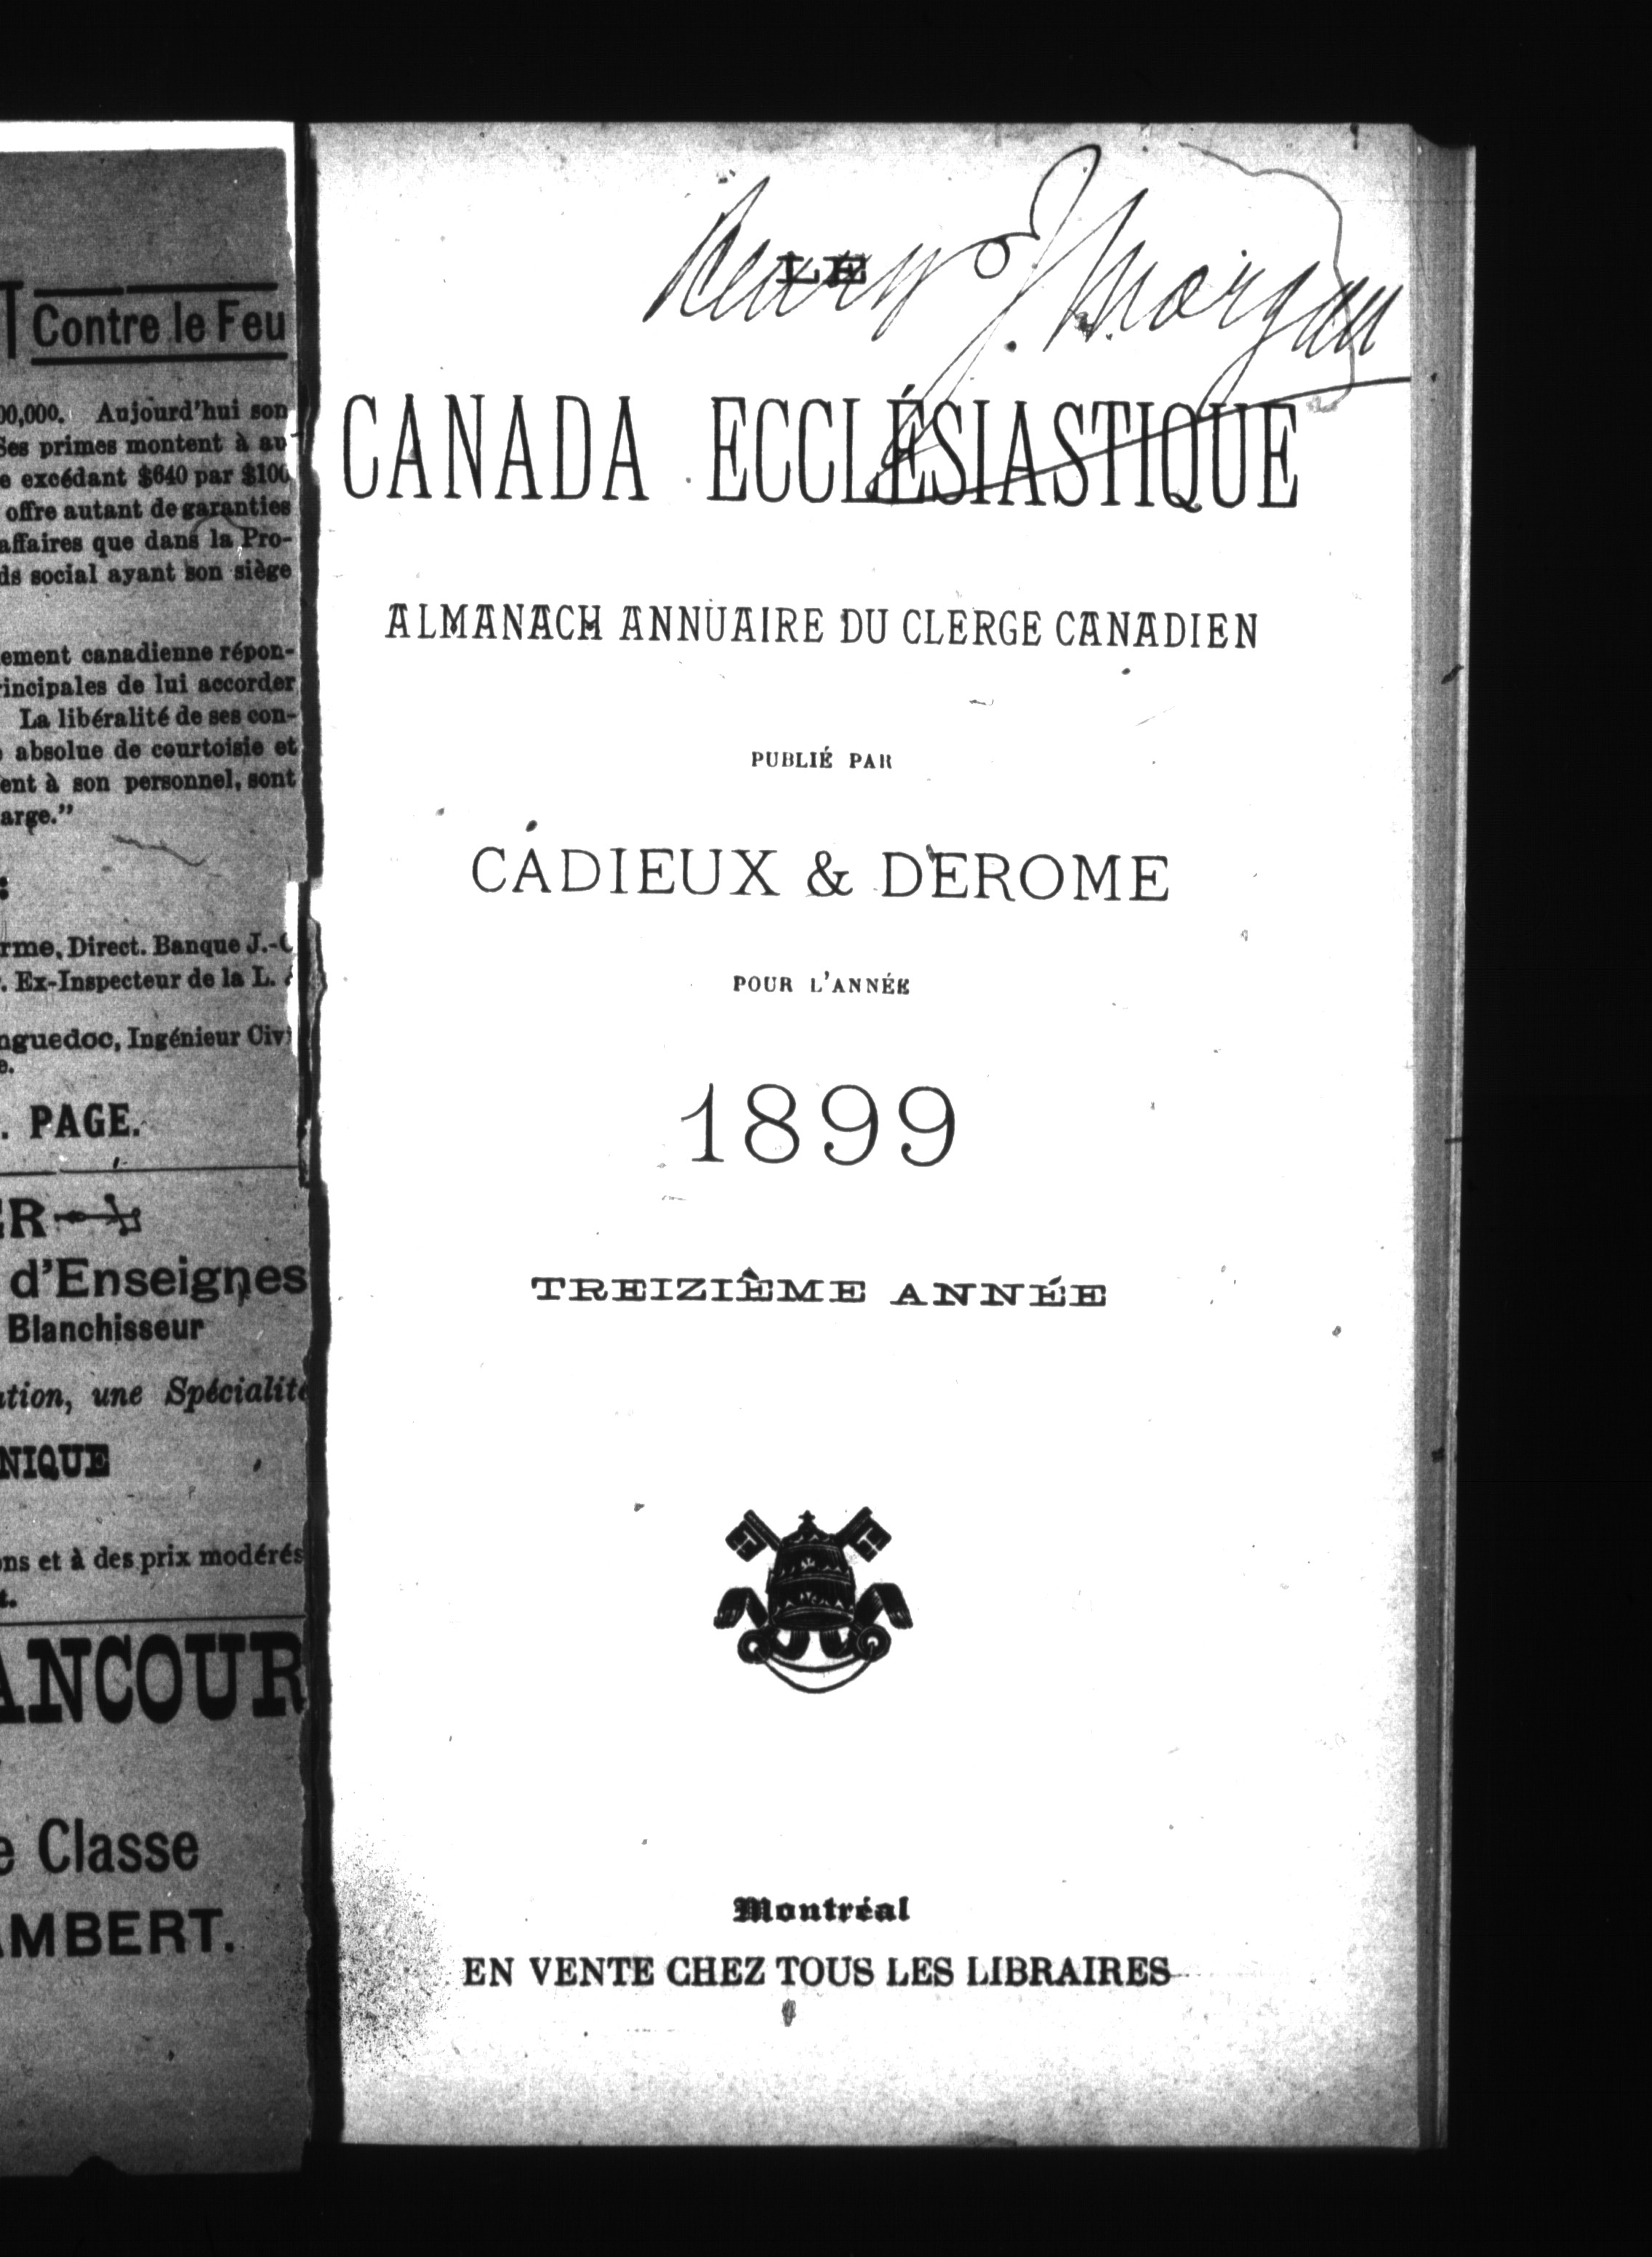 Contre le Feu
00,000. Aujourd'hui son
Ses primes montent à au
e excédant $640 par $100
offre autant de garanties
affaires que dans la Pro-
ds social ayant son siège
ement canadienne répon-
rincipales de lui accorder
La libéralité de ses con-
absolue de courtoisie et
ent à son personnel, sont
arge."
:
rme, Direct. Banque J.-C
. Ex-Inspecteur de la L.
nguedoc, Ingénieur Civi
e.
. PAGE.
ER
d'Enseignes
Blanchisseur
ation, une Spécialité
NIQUE
ons et à des prix modérés
t.
ANCOUR
e Classe
AMBERT.
Henry J. Morgan
LE
CANADA ECCLÉSIASTIQUE
ALMANACH ANNUAIRE DU CLERGE CANADIEN
PUBLIÉ PAR
CADIEUX & DEROME
POUR L'ANNÉE
1899
TREIZIÈME ANNÉE
Montréal
EN VENTE CHEZ TOUS LES LIBRAIRES